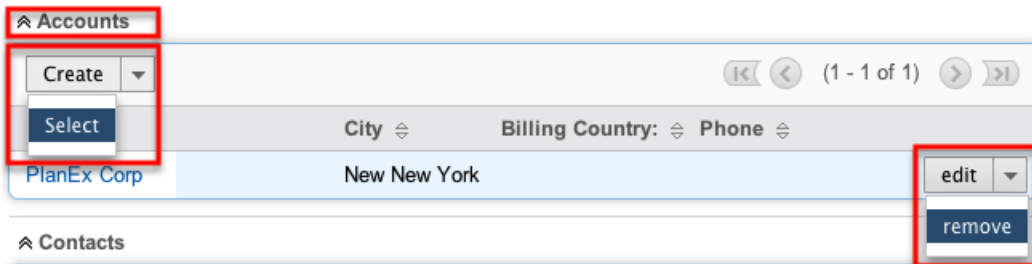 Accounts
Create
(1 - 1 of 1)
Select
City Billing Country: Phone
PlanEx Corp New New York edit
remove
Contacts